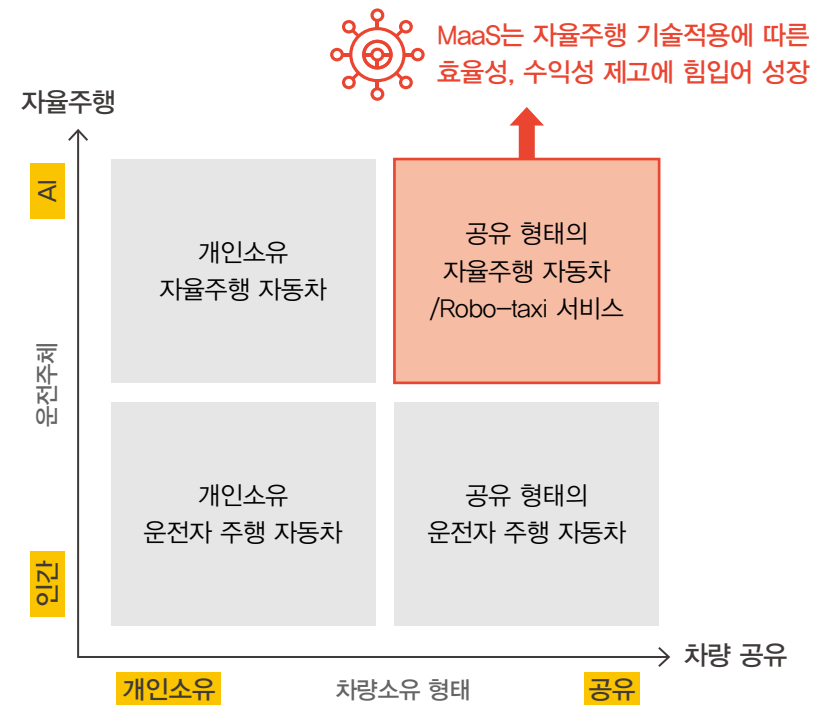 MaaS는 자율주행 기술적용에 따른
효율성, 수익성 제고에 힘입어 성장
자율주행
AI
운전주체
인간
개인소유
자율주행 자동차
공유 형태의
자율주행 자동차
/Robo-taxi 서비스
개인소유
운전자 주행 자동차
공유 형태의
운전자 주행 자동차
차량 공유
개인소유
차량소유 형태
공유